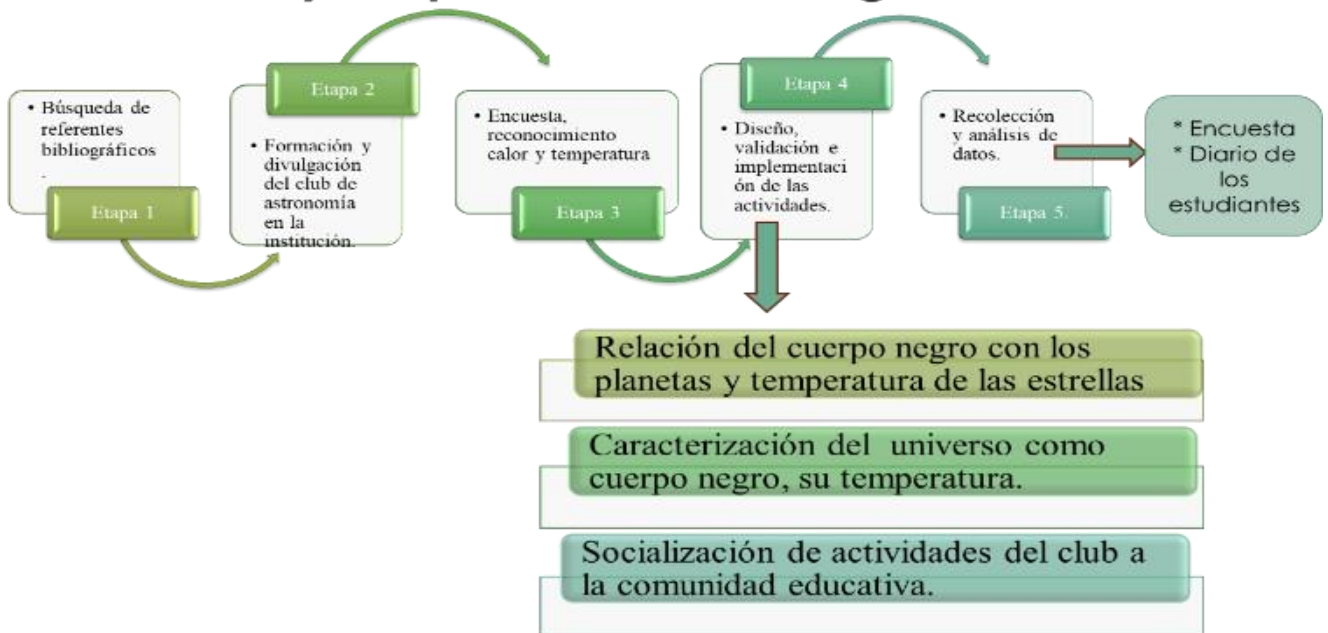 • Búsqueda de
referentes
bibliográficos
.
Etapa 1
Etapa 2
• Formación y
divulgación
del club de
astronomía
en la
institución.
• Encuesta,
reconocimiento
calor y temperatura
Etapa 3
Etapa 4
• Diseño,
validación e
implementaci
ón de las
actividades.
• Recolección
y análisis de
datos.
Etapa 5.
* Encuesta
* Diario de
los
estudiantes
Relación del cuerpo negro con los
planetas y temperatura de las estrellas
Caracterización del universo como
cuerpo negro, su temperatura.
Socialización de actividades del club a
la comunidad educativa.